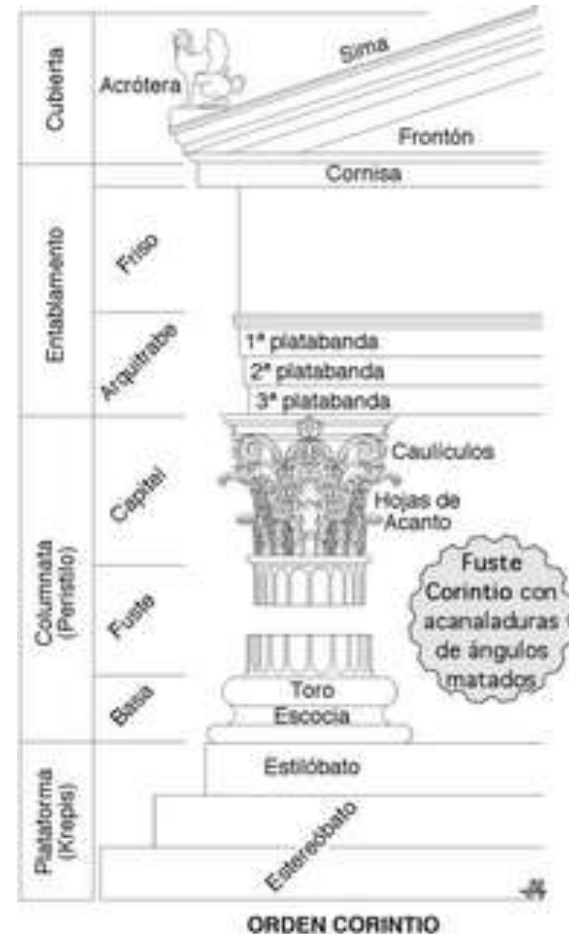 Cubierta
Acrótera
Sima
Frontón
Cornisa
Entablamento
Friso
Arquitrabe
1ª platabanda
2ª platabanda
3ª platabanda
Columnata
(Peristilo)
Capitel
Caulículos
Hojas de
Acanto
Fuste
Fuste
Corintio con
acanaladuras
de ángulos
matados
Basa
Toro
Escocia
Plataforma
(Krepis)
Estilóbato
Estereóbato
ORDEN CORINTIO